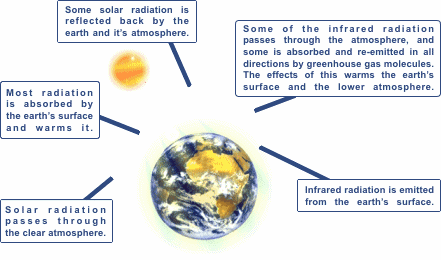 Some solar radiation is
reflected back by the
earth and it's atmosphere.
Some of the infrared radiation
passes through the atmosphere, and
some is absorbed and re-emitted in all
directions by greenhouse gas molecules.
The effects of this warms the earth's
surface and the lower atmosphere.
Most radiation
is absorbed by
the earth's surface
and warms it.
Infrared radiation is emitted
from the earth's surface.
Solar radiation
passes through
the clear atmosphere.